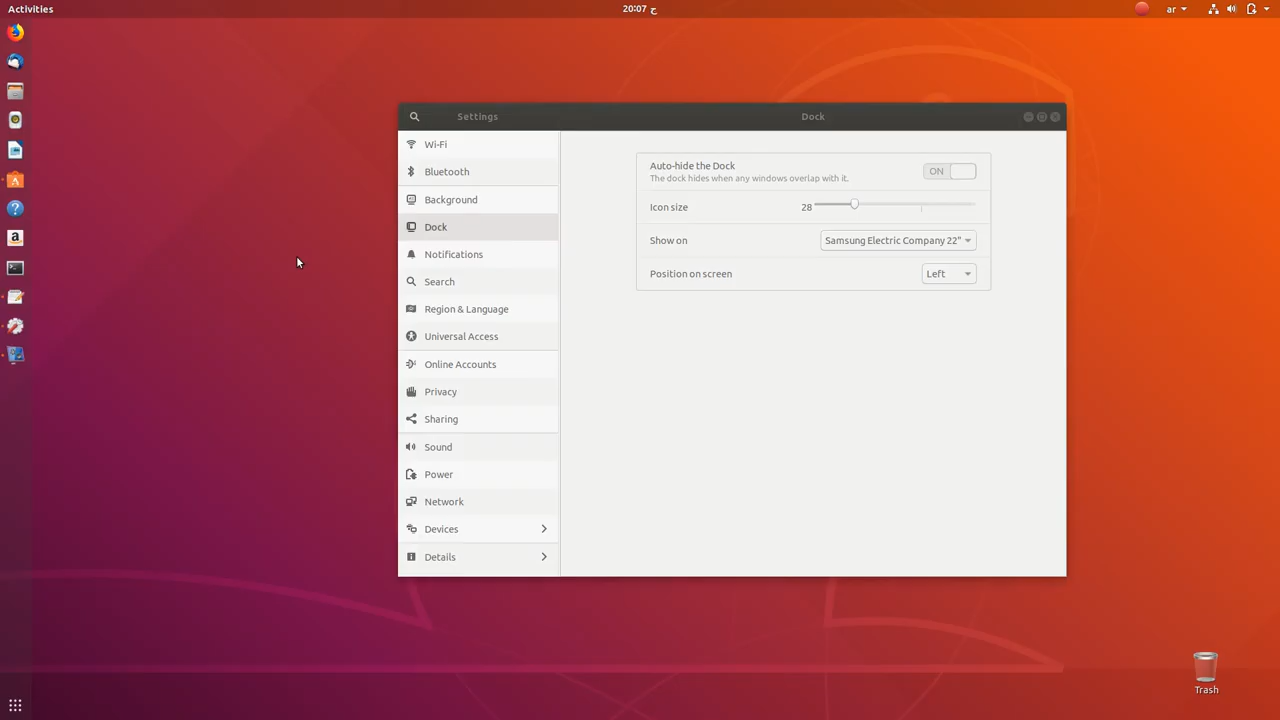 Activities
ج 20:07
ar
Settings
Dock
Wi-Fi
Bluetooth
Background
Dock
Notifications
Search
Region & Language
Universal Access
Online Accounts
Privacy
Sharing
Sound
Power
Network
Devices
Details
Auto-hide the Dock
The dock hides when any windows overlap with it.
ON
Icon size
28
Show on
Samsung Electric Company 22"
Position on screen
Left
Trash